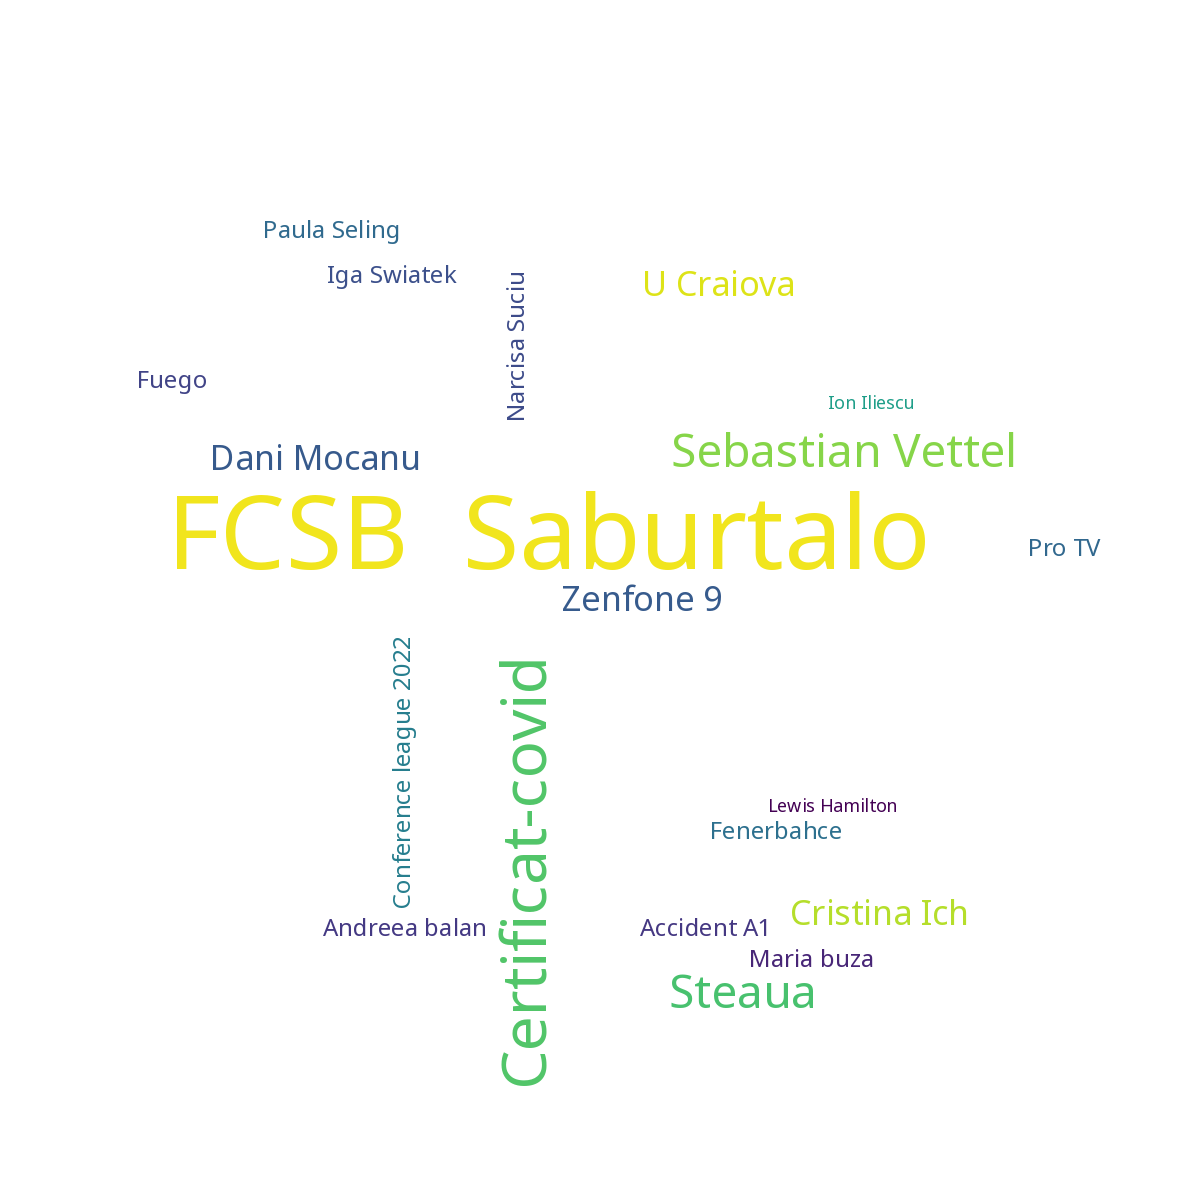 Paula Seling
Iga Swiatek
Narcisa Suciu
U Craiova
Fuego
Ion Iliescu
Dani Mocanu
Sebastian Vettel
FCSB Saburtalo
Pro TV
Zenfone 9
Conference league 2022
Certificat-covid
Lewis Hamilton
Fenerbahce
Cristina Ich
Andreea balan
Accident A1
Maria buza
Steaua